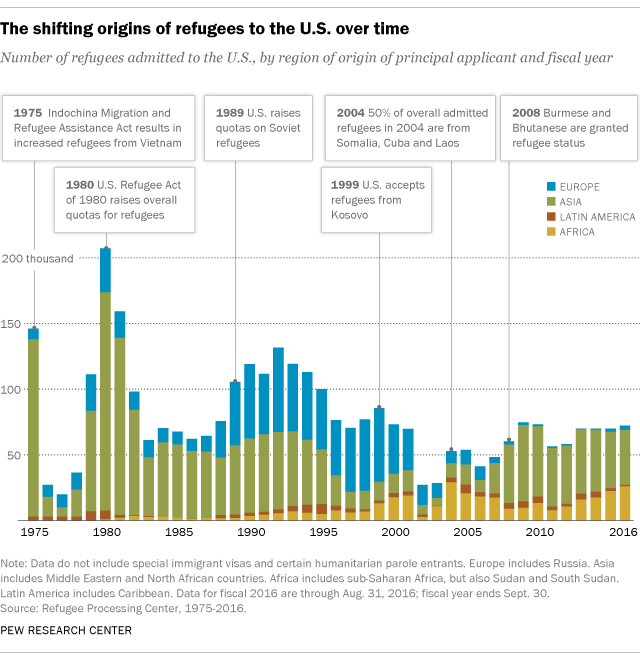 The shifting origins of refugees to the U.S. over time
Number of refugees admitted to the U.S., by region of origin of principal applicant and fiscal year
1975 Indochina Migration and
Refugee Assistance Act results in
increased refugees from Vietnam
1989 U.S. raises
quotas on Soviet
refugees
2004 50% of overall admitted
refugees in 2004 are from
Somalia, Cuba and Laos
2008 Burmese and
Bhutanese are granted
refugee status
1980 U.S. Refugee Act
of 1980 raises overall
quotas for refugees
1999 U.S. accepts
refugees from
Kosovo
EUROPE
ASIA
LATIN AMERICA
AFRICA
200 thousand
150
100
50
1975 1980 1985 1990 1995 2000 2005 2010 2016
Note: Data do not include special immigrant visas and certain humanitarian parole entrants. Europe includes Russia. Asia
includes Middle Eastern and North African countries. Africa includes sub-Saharan Africa, but also Sudan and South Sudan.
Latin America includes Caribbean. Data for fiscal 2016 are through Aug. 31, 2016; fiscal year ends Sept. 30.
Source: Refugee Processing Center, 1975-2016.
PEW RESEARCH CENTER